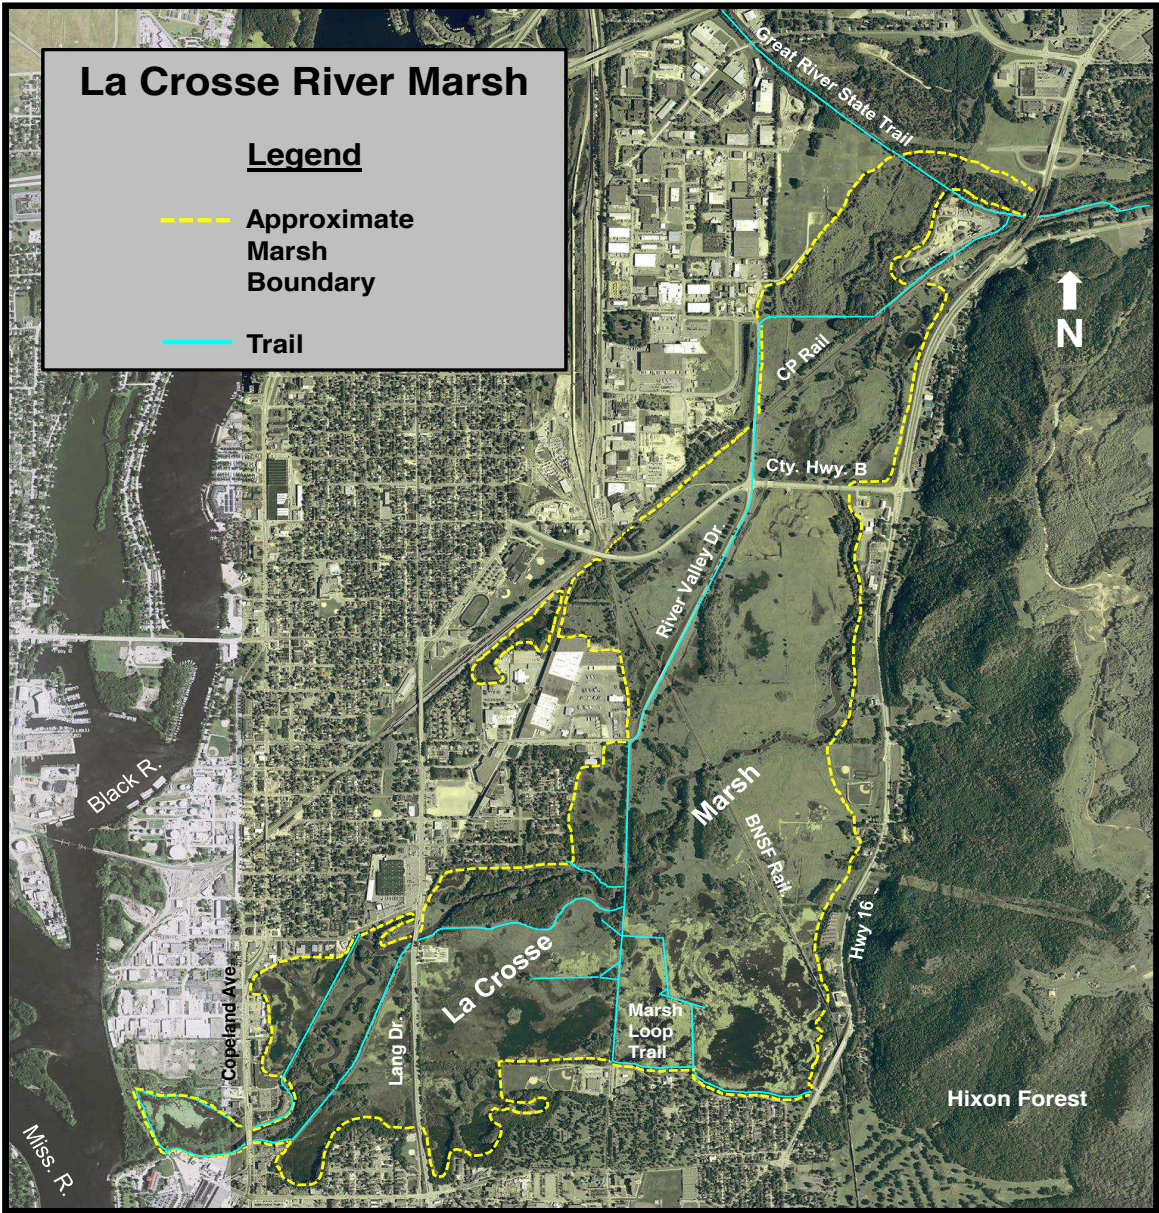 La Crosse River Marsh
Legend
Approximate
Marsh
Boundary
Trail
Great River State Trail
N
CP Rail
Cty. Hwy. B
River Valley Dr.
Black R.
Marsh
BNSF Rail
Hwy 16
La Crosse
Copeland Ave.
Lang Dr.
Marsh
Loop
Trail
Hixon Forest
Miss. R.